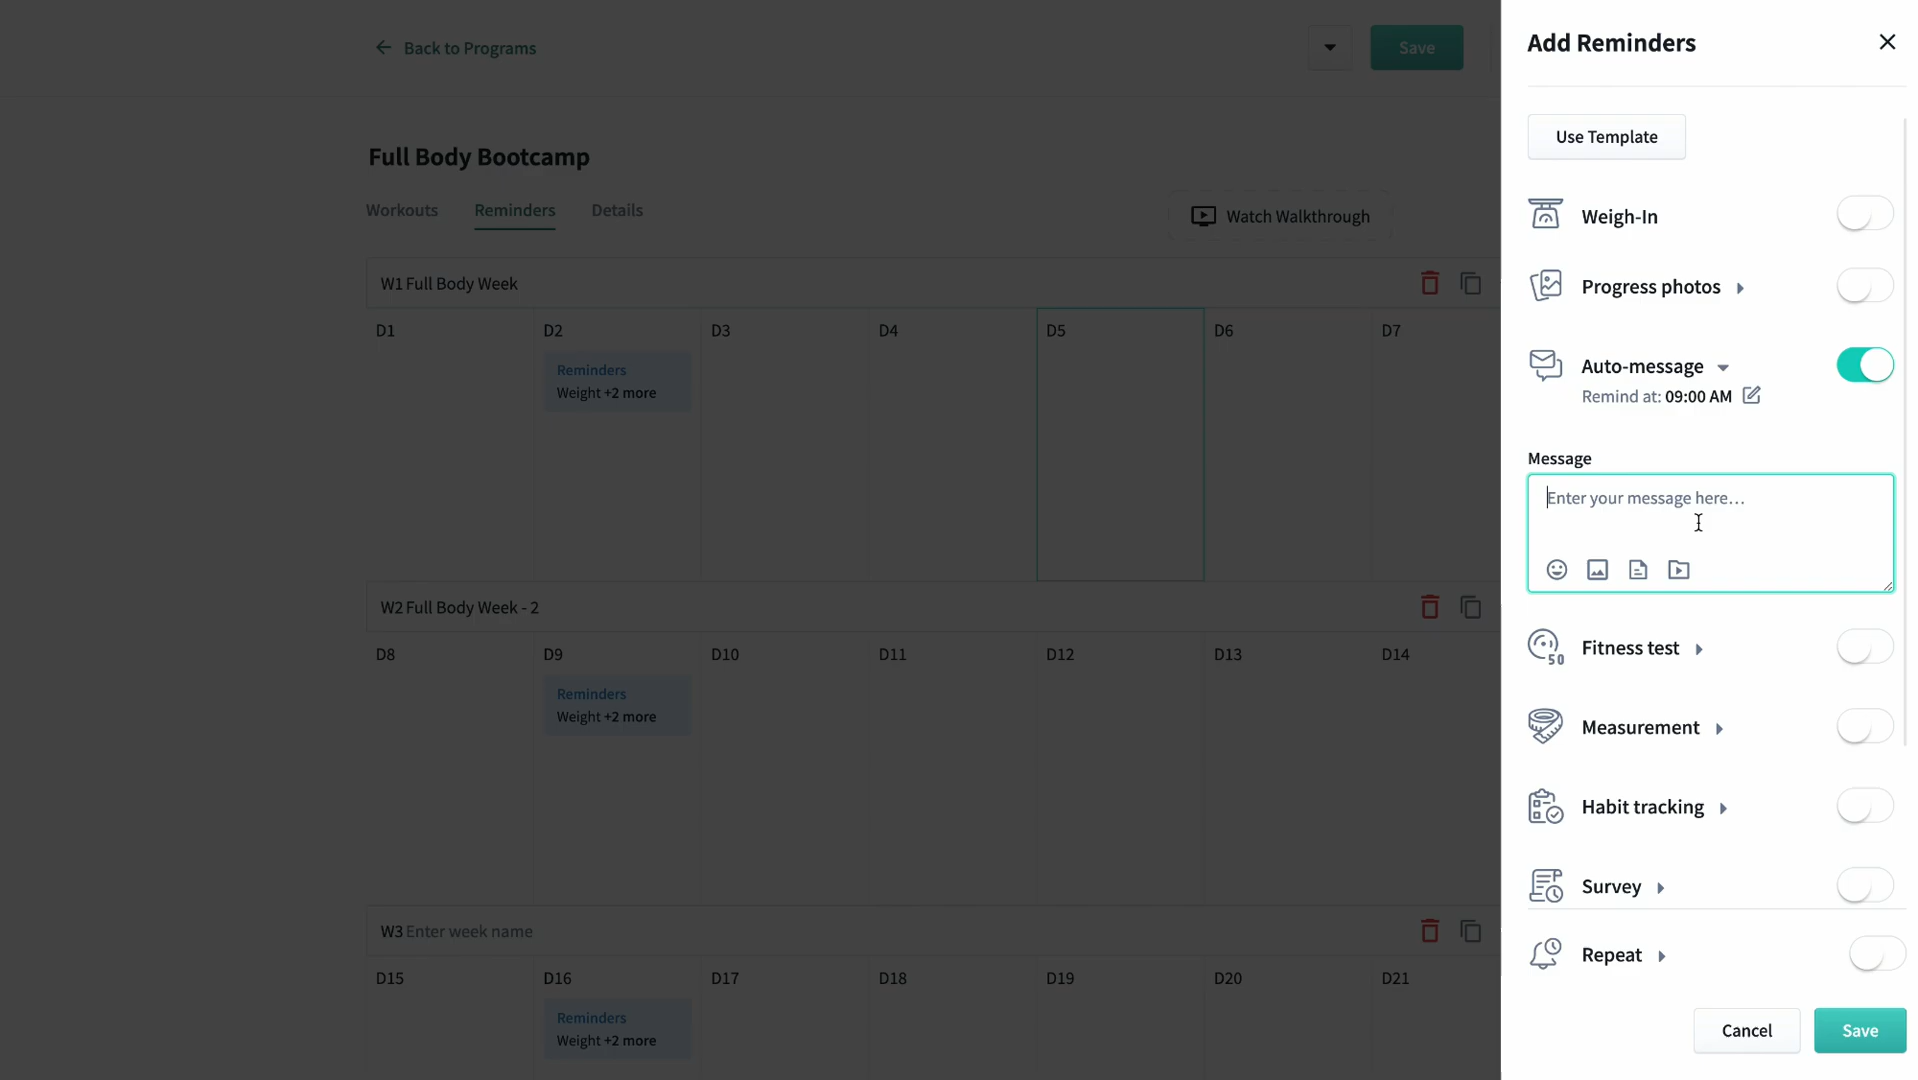 Back to Programs
Save
Full Body Bootcamp
Workouts
Reminders
Details
Watch Walkthrough
W1 Full Body Week
D1
D2
D3
D4
D5
D6
D7
Reminders
Weight +2 more
W2 Full Body Week - 2
D8
D9
D10
D11
D12
D13
D14
Reminders
Weight +2 more
W3 Enter week name
D15
D16
D17
D18
D19
D20
D21
Reminders
Weight +2 more
Add Reminders
Use Template
Weigh-In
Progress photos
Auto-message
Remind at: 09:00 AM
Message
Enter your message here...
50
Fitness test
Measurement
Habit tracking
Survey
Repeat
Cancel
Save